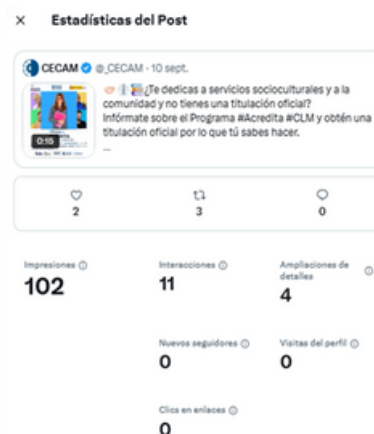 × Estadísticas del Post
CECAM @_CECAM · 10 sept.
¿Te dedicas a servicios socioculturales y a la
comunidad y no tienes una titulación oficial?
Infórmate sobre el Programa #Acredita #CLM y obtén una
titulación oficial por lo que tú sabes hacer.
...
0:15
2 3 0
Impresiones Interacciones Ampliaciones de
detalles
102 11 4
Nuevos seguidores Visitas del perfil
0 0
Clics en enlaces
0